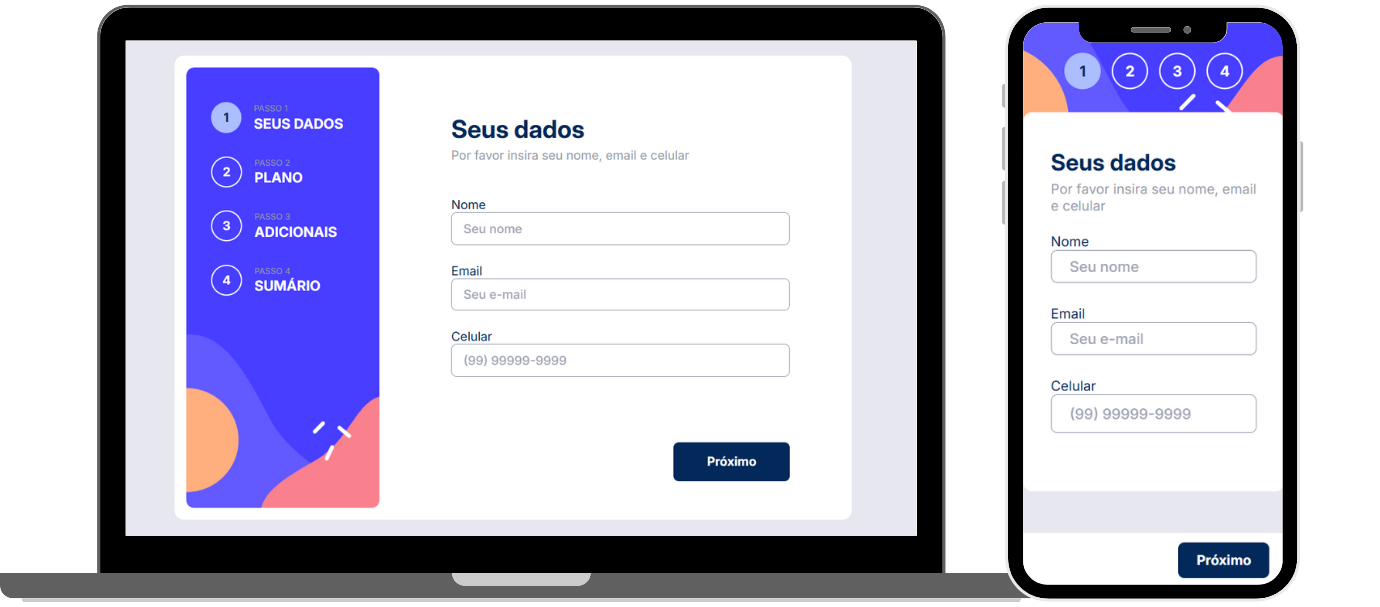 1
PASSO 1
SEUS DADOS
2
PASSO 2
PLANO
3
PASSO 3
ADICIONAIS
4
PASSO 4
SUMÁRIO
Seus dados
Por favor insira seu nome, email e celular
Nome
Seu nome
Email
Seu e-mail
Celular
(99) 99999-9999
Próximo
1 2 3 4
Seus dados
Por favor insira seu nome, email
e celular
Nome
Seu nome
Email
Seu e-mail
Celular
(99) 99999-9999
Próximo